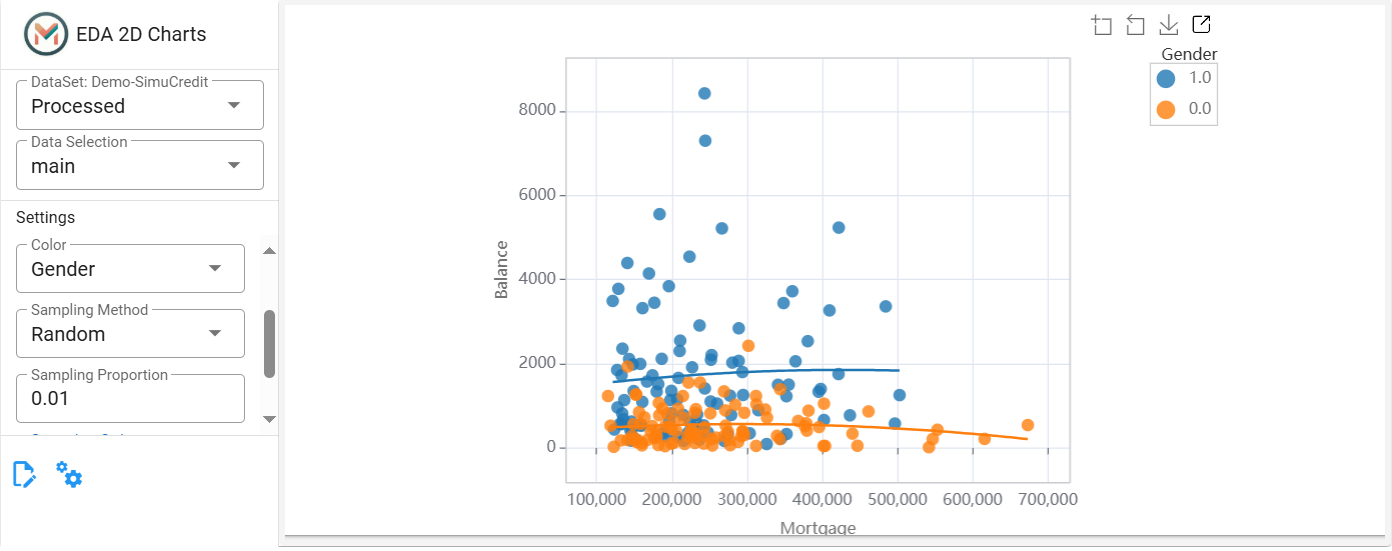 EDA 2D Charts
DataSet: Demo-SimuCredit
Processed
Data Selection
main
Settings
Color
Gender
Sampling Method
Random
Sampling Proportion
0.01
Gender
1.0
0.0
Balance
8000
6000
4000
2000
0
100,000 200,000 300,000 400,000 500,000 600,000 700,000
Mortgage